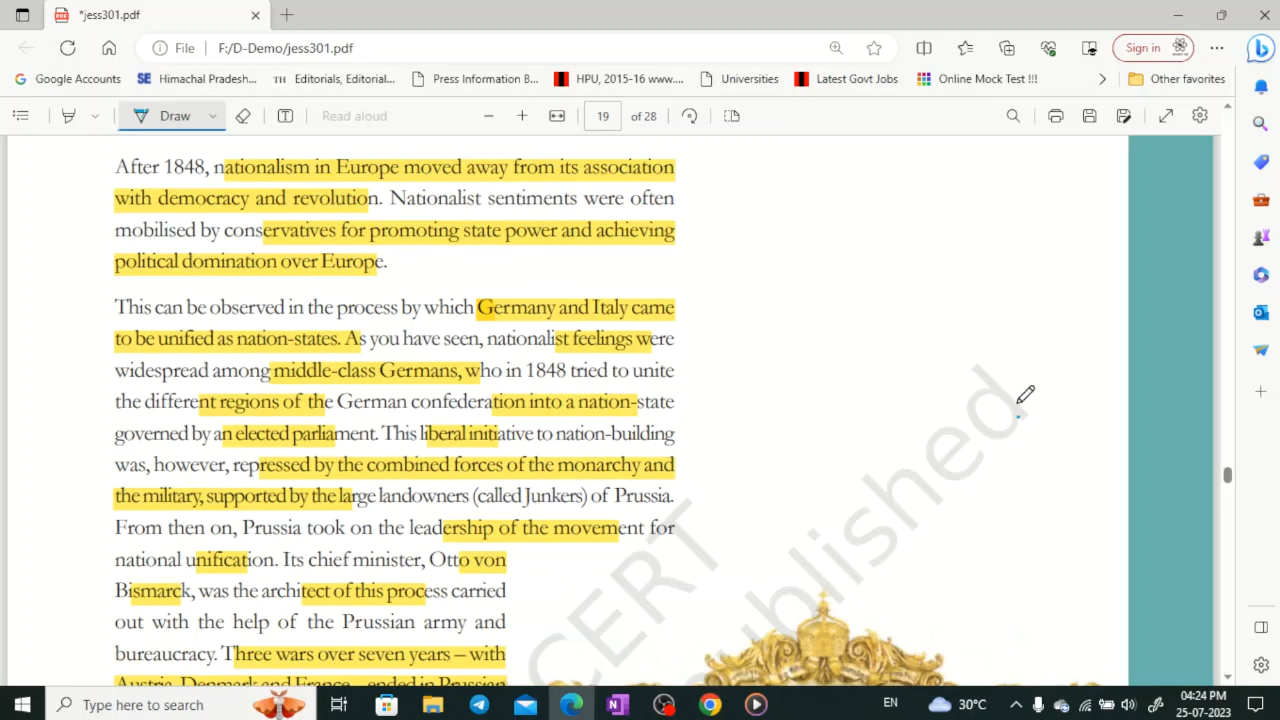 *jess301.pdf
File F:/D-Demo/jess301.pdf
Sign in
Google Accounts
SE Himachal Pradesh...
TH Editorials, Editorial...
Press Information B...
HPU, 2015-16 www....
Universities
Latest Govt Jobs
Online Mock Test !!!
Other favorites
Draw
Read aloud
19 of 28
After 1848, nationalism in Europe moved away from its association
with democracy and revolution. Nationalist sentiments were often
mobilised by conservatives for promoting state power and achieving
political domination over Europe.
This can be observed in the process by which Germany and Italy came
to be unified as nation-states. As you have seen, nationalist feelings were
widespread among middle-class Germans, who in 1848 tried to unite
the different regions of the German confederation into a nation-state
governed by an elected parliament. This liberal initiative to nation-building
was, however, repressed by the combined forces of the monarchy and
the military, supported by the large landowners (called Junkers) of Prussia.
From then on, Prussia took on the leadership of the movement for
national unification. Its chief minister, Otto von
Bismarck, was the architect of this process carried
out with the help of the Prussian army and
bureaucracy. Three wars over seven years – with
Austria, Denmark and France – ended in Prussian
CERT
published
Type here to search
EN
30°C
04:24 PM
25-07-2023